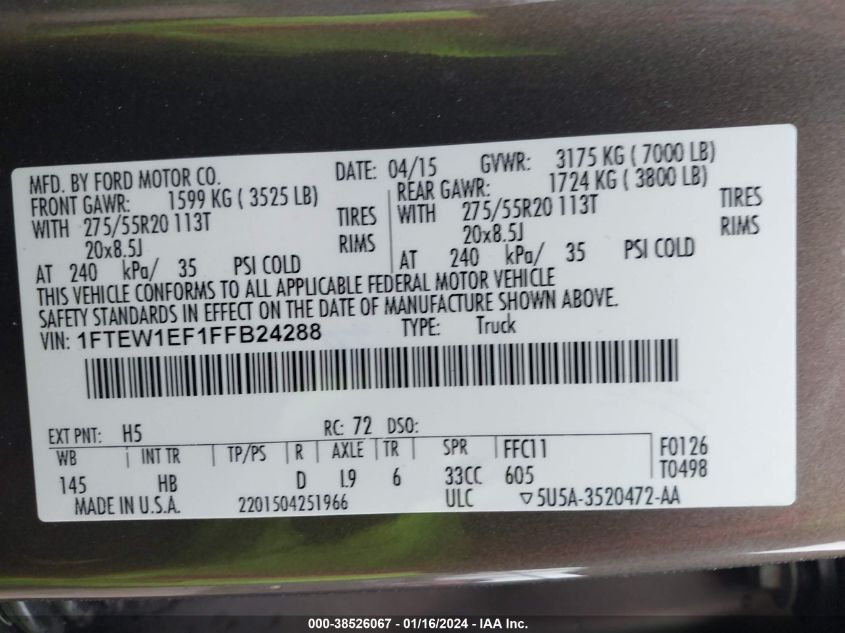 MFD. BY FORD MOTOR CO. DATE: 04/15 GVWR: 3175 KG ( 7000 LB)
FRONT GAWR: 1599 KG ( 3525 LB) REAR GAWR: 1724 KG ( 3800 LB)
WITH 275/55R20 113T TIRES WITH 275/55R20 113T TIRES
20x8.5J RIMS 20x8.5J RIMS
AT 240 kPa/ 35 PSI COLD AT 240 kPa/ 35 PSI COLD
THIS VEHICLE CONFORMS TO ALL APPLICABLE FEDERAL MOTOR VEHICLE
SAFETY STANDARDS IN EFFECT ON THE DATE OF MANUFACTURE SHOWN ABOVE.
VIN: 1FTEW1EF1FFB24288 TYPE: Truck
EXT PNT: H5 RC: 72 DSO:
WB INT TR TP/PS R AXLE TR SPR FFC11 F0126
145 HB D L9 6 33CC 605 T0498
MADE IN U.S.A. 2201504251966 ULC ▽5U5A-3520472-AA
000-38526067 - 01/16/2024 - IAA Inc.